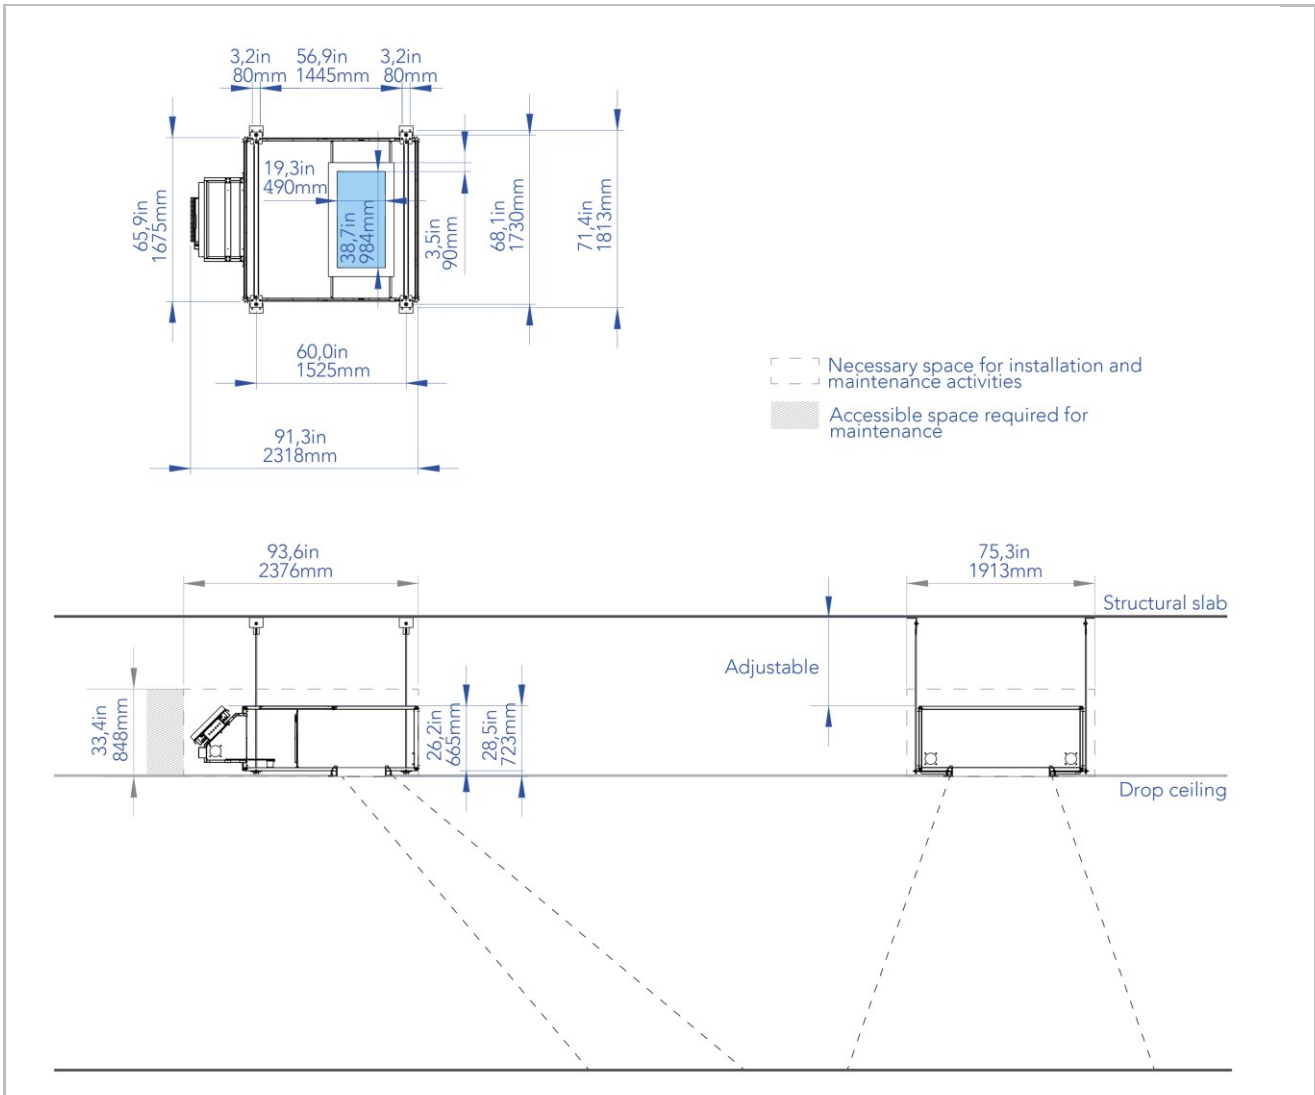 3,2in 56,9in 3,2in
80mm 1445mm 80mm
19,3in
490mm
38,7in
984mm
3,5in
90mm
65,9in
1675mm
68,1in
1730mm
71,4in
1813mm
60,0in
1525mm
91,3in
2318mm
Necessary space for installation and
maintenance activities
Accessible space required for
maintenance
93,6in
2376mm
75,3in
1913mm
Structural slab
Adjustable
33,4in
848mm
26,2in
665mm
28,5in
723mm
Drop ceiling